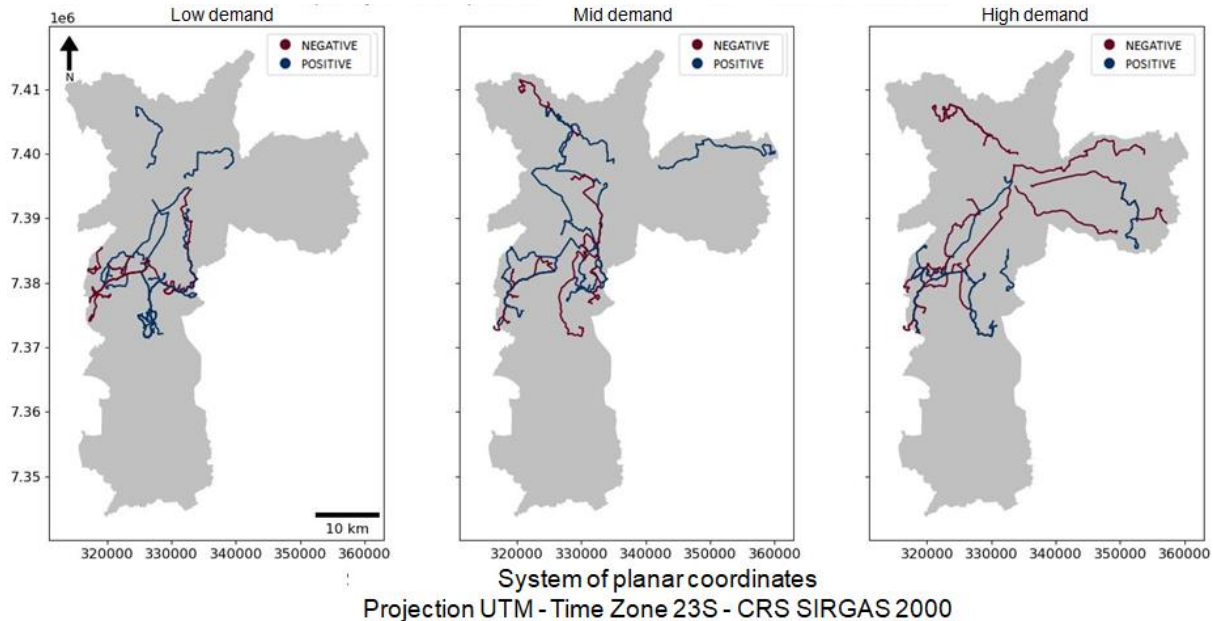 Low demand
Mid demand
High demand
1e6
N
NEGATIVE
POSITIVE
NEGATIVE
POSITIVE
NEGATIVE
POSITIVE
7.41
7.40
7.39
7.38
7.37
7.36
7.35
10 km
320000 330000 340000 350000 360000
320000 330000 340000 350000 360000
320000 330000 340000 350000 360000
System of planar coordinates
Projection UTM - Time Zone 23S - CRS SIRGAS 2000